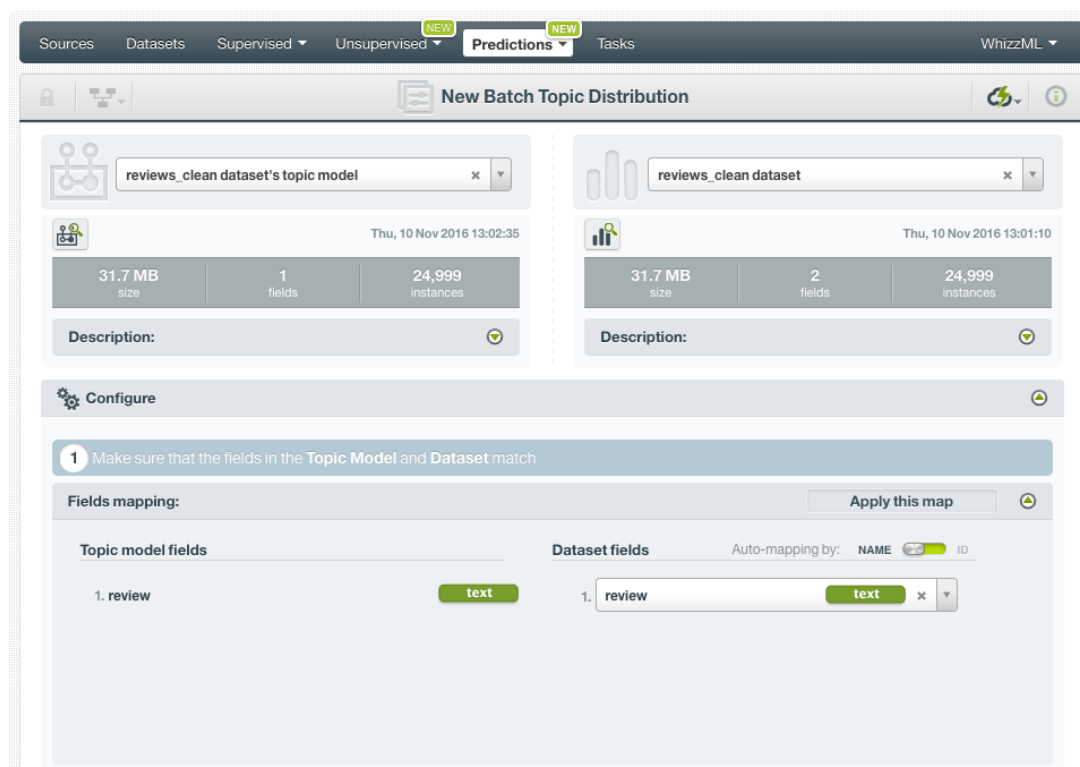 NEW
NEW
Sources Datasets Supervised Unsupervised Predictions Tasks WhizzML
New Batch Topic Distribution
reviews_clean dataset's topic model
reviews_clean dataset
Thu, 10 Nov 2016 13:02:35
Thu, 10 Nov 2016 13:01:10
31.7 MB 1 24,999
size fields instances
31.7 MB 2 24,999
size fields instances
Description:
Description:
Configure
1 Make sure that the fields in the Topic Model and Dataset match
Fields mapping: Apply this map
Topic model fields
Dataset fields Auto-mapping by: NAME ID
1. review text
1. review text